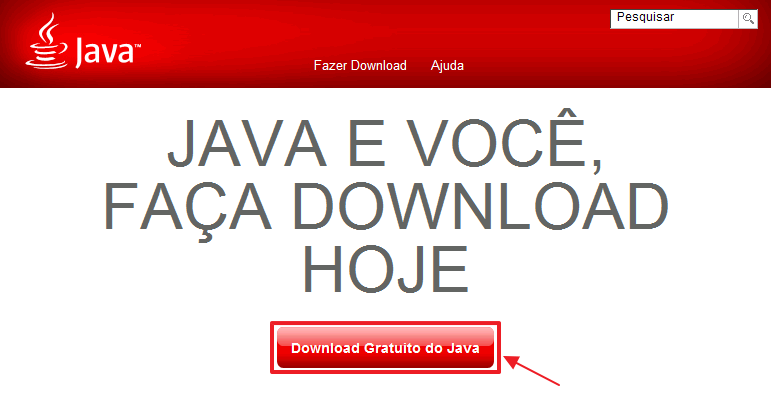 Pesquisar
Java™
Fazer Download Ajuda
JAVA E VOCÊ,
FAÇA DOWNLOAD
HOJE
Download Gratuito do Java